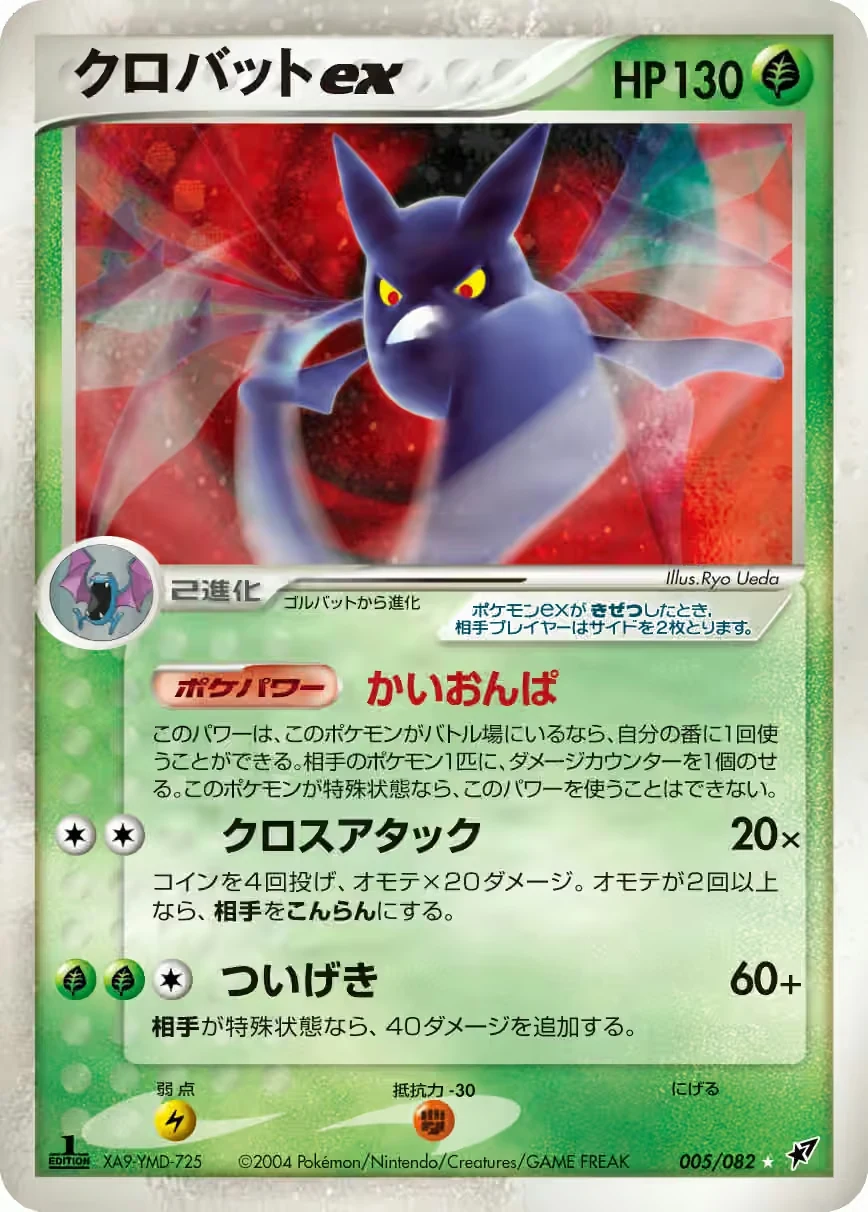 クロバットex HP130
Illus.Ryo Ueda
己進化
ゴルバットから進化
ポケモンexが きぜつしたとき、
相手プレイヤーはサイドを2枚とります。
ポケパワー かいおんぱ
このパワーは、このポケモンがバトル場にいるなら、自分の番に1回使
うことができる。相手のポケモン1匹に、ダメージカウンターを1個のせ
る。このポケモンが特殊状態なら、このパワーを使うことはできない。
クロスアタック 20×
コインを4回投げ、オモテ×20ダメージ。オモテが2回以上
なら、相手をこんらんにする。
ついげき 60+
相手が特殊状態なら、40ダメージを追加する。
弱点 抵抗力 -30 にげる
1 EDITION XA9-YMD-725 ©2004 Pokémon/Nintendo/Creatures/GAME FREAK 005/082 ★